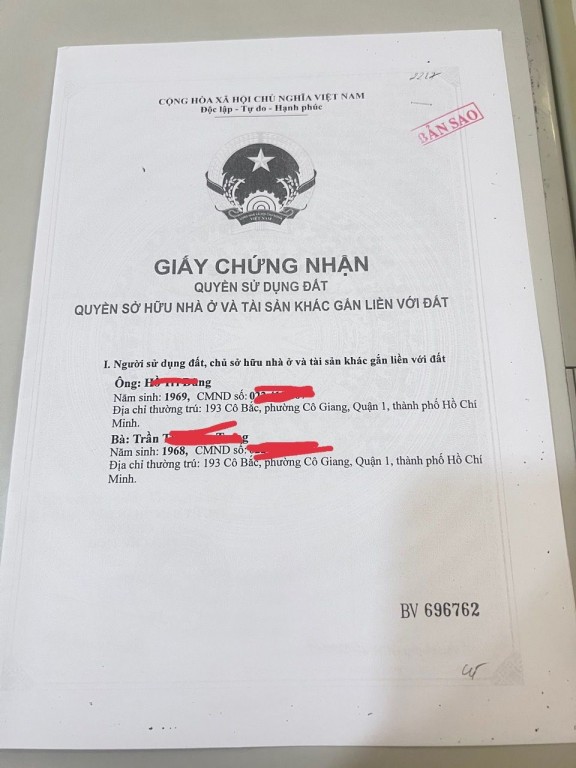 CỘNG HÒA XÃ HỘI CHỦ NGHĨA VIỆT NAM
Độc lập - Tự do - Hạnh phúc
BẢN SAO
VIỆT NAM
GIẤY CHỨNG NHẬN
QUYỀN SỬ DỤNG ĐẤT
QUYỀN SỞ HỮU NHÀ Ở VÀ TÀI SẢN KHÁC GẮN LIỀN VỚI ĐẤT
I. Người sử dụng đất, chủ sở hữu nhà ở và tài sản khác gắn liền với đất
Ông:
Năm sinh: 1969, CMND số:
Địa chỉ thường trú: 193 Cô Bắc, phường Cô Giang, Quận 1, thành phố Hồ Chí
Minh.
Bà: Trần
Năm sinh: 1968, CMND số:
Địa chỉ thường trú: 193 Cô Bắc, phường Cô Giang, Quận 1, thành phố Hồ Chí
Minh.
BV 696762